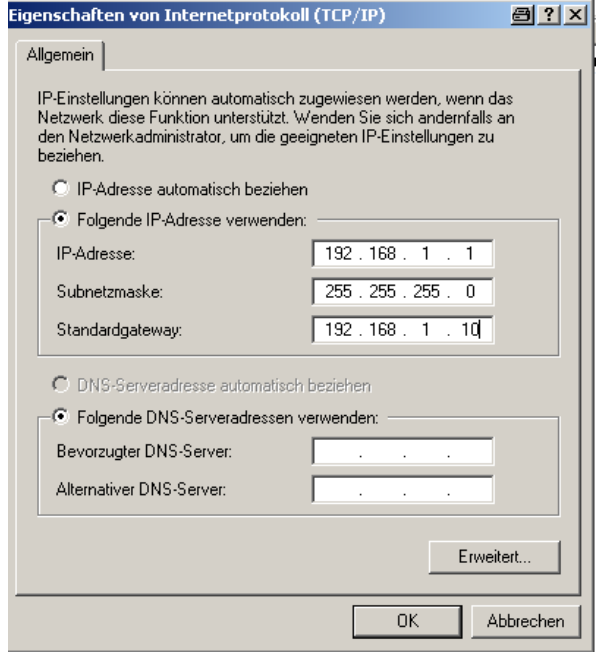 Eigenschaften von Internetprotokoll (TCP/IP)
Allgemein
IP-Einstellungen können automatisch zugewiesen werden, wenn das
Netzwerk diese Funktion unterstützt. Wenden Sie sich andernfalls an
den Netzwerkadministrator, um die geeigneten IP-Einstellungen zu
beziehen.
IP-Adresse automatisch beziehen
Folgende IP-Adresse verwenden:
IP-Adresse: 192 . 168 . 1 . 1
Subnetzmaske: 255 . 255 . 255 . 0
Standardgateway: 192 . 168 . 1 . 10
DNS-Serveradresse automatisch beziehen
Folgende DNS-Serveradressen verwenden:
Bevorzugter DNS-Server: . . .
Alternativer DNS-Server: . . .
Erweitert...
OK Abbrechen